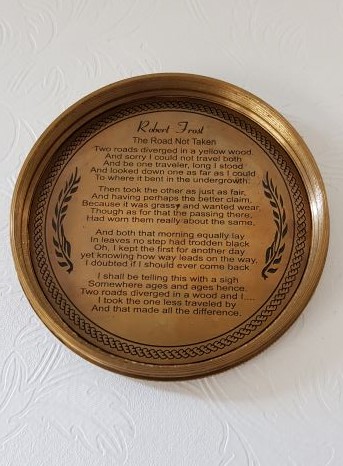 Robert Frost
The Road Not Taken
Two roads diverged in a yellow wood,
And sorry I could not travel both
And be one traveler, long I stood
And looked down one as far as I could
To where it bent in the undergrowth.
Then took the other as just as fair,
And having perhaps the better claim,
Because it was grassy and wanted wear,
Though as for that the passing there,
Had worn them really about the same,
And both that morning equally lay
In leaves no step had trodden black
Oh, I kept the first for another day
yet knowing how way leads on the way,
I doubted if I should ever come back
I shall be telling this with a sigh
Somewhere ages and ages hence.
Two roads diverged in a wood and I....
I took the one less traveled by
And that made all the difference.